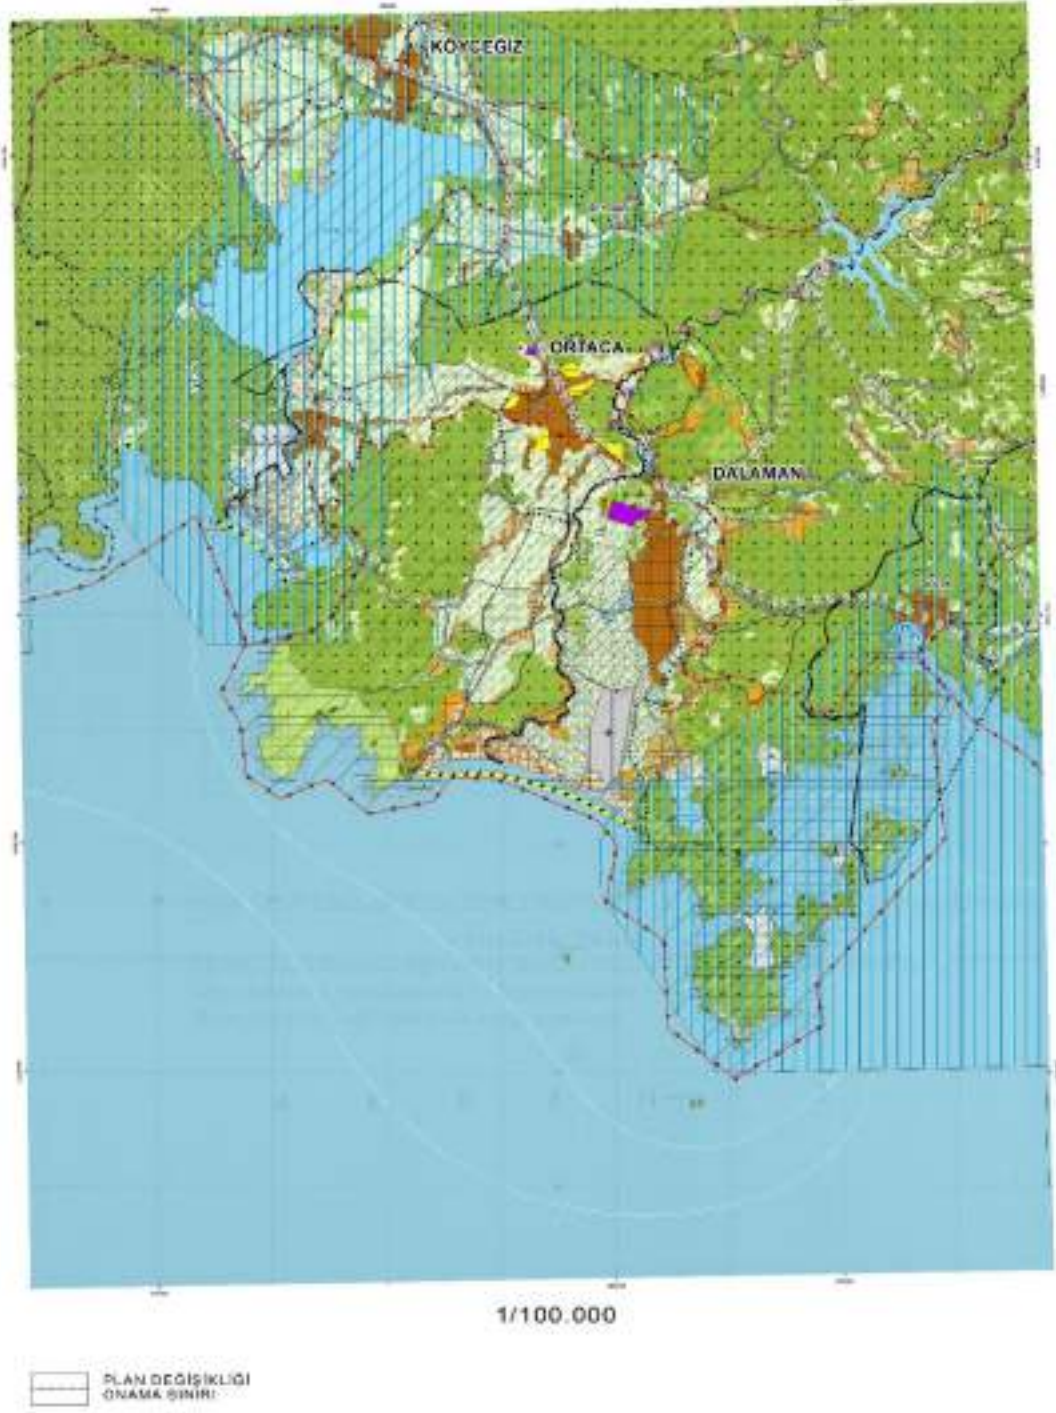 KÖYCEĞİZ
ORTACA
DALAMAN
1/100.000
PLAN DEĞİŞİKLİĞİ
ONAMA SINIRI